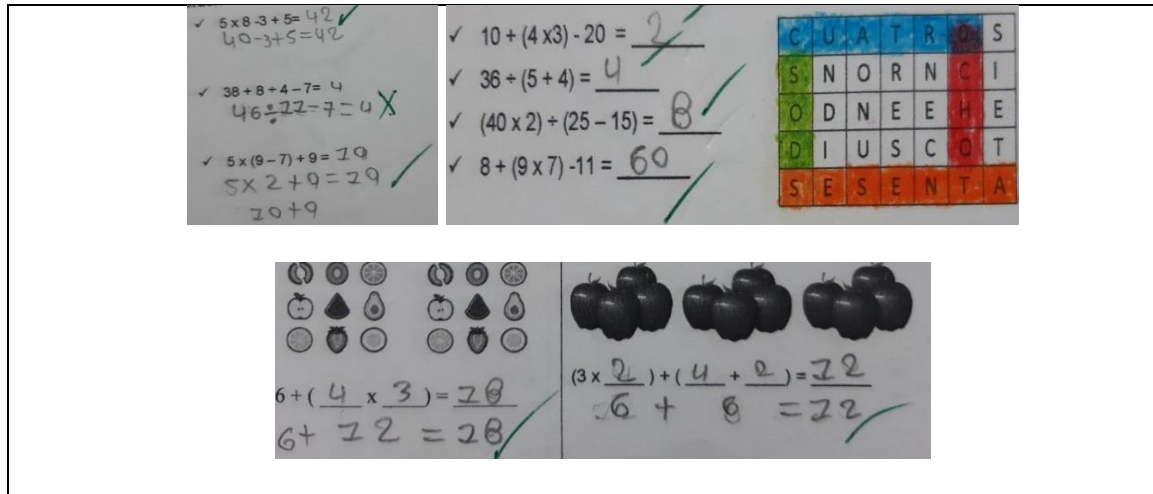 ✓ 5 x 8 -3 + 5= 42
40-3+5=42
✓ 38 + 8 ÷ 4 – 7= 4
46÷12-7=4 X
✓ 5 x (9 – 7) + 9= 19
5x 2 + 9 = 19
10+9
✓ 10 + (4 x3) - 20 = 2
✓ 36 ÷ (5 + 4) = 4
✓ (40 x 2) ÷ (25 – 15) = 8
✓ 8 + (9 x 7) -11 = 60
C U A T R O S
S N O R N C I
O D N E E H E
D I U S C O T
S E S E N T A
6 + ( 4 x 3 ) = 18
6+ 12 = 18
(3 x 2 ) + ( 4 + 2 ) = 12
6 + 6 = 12